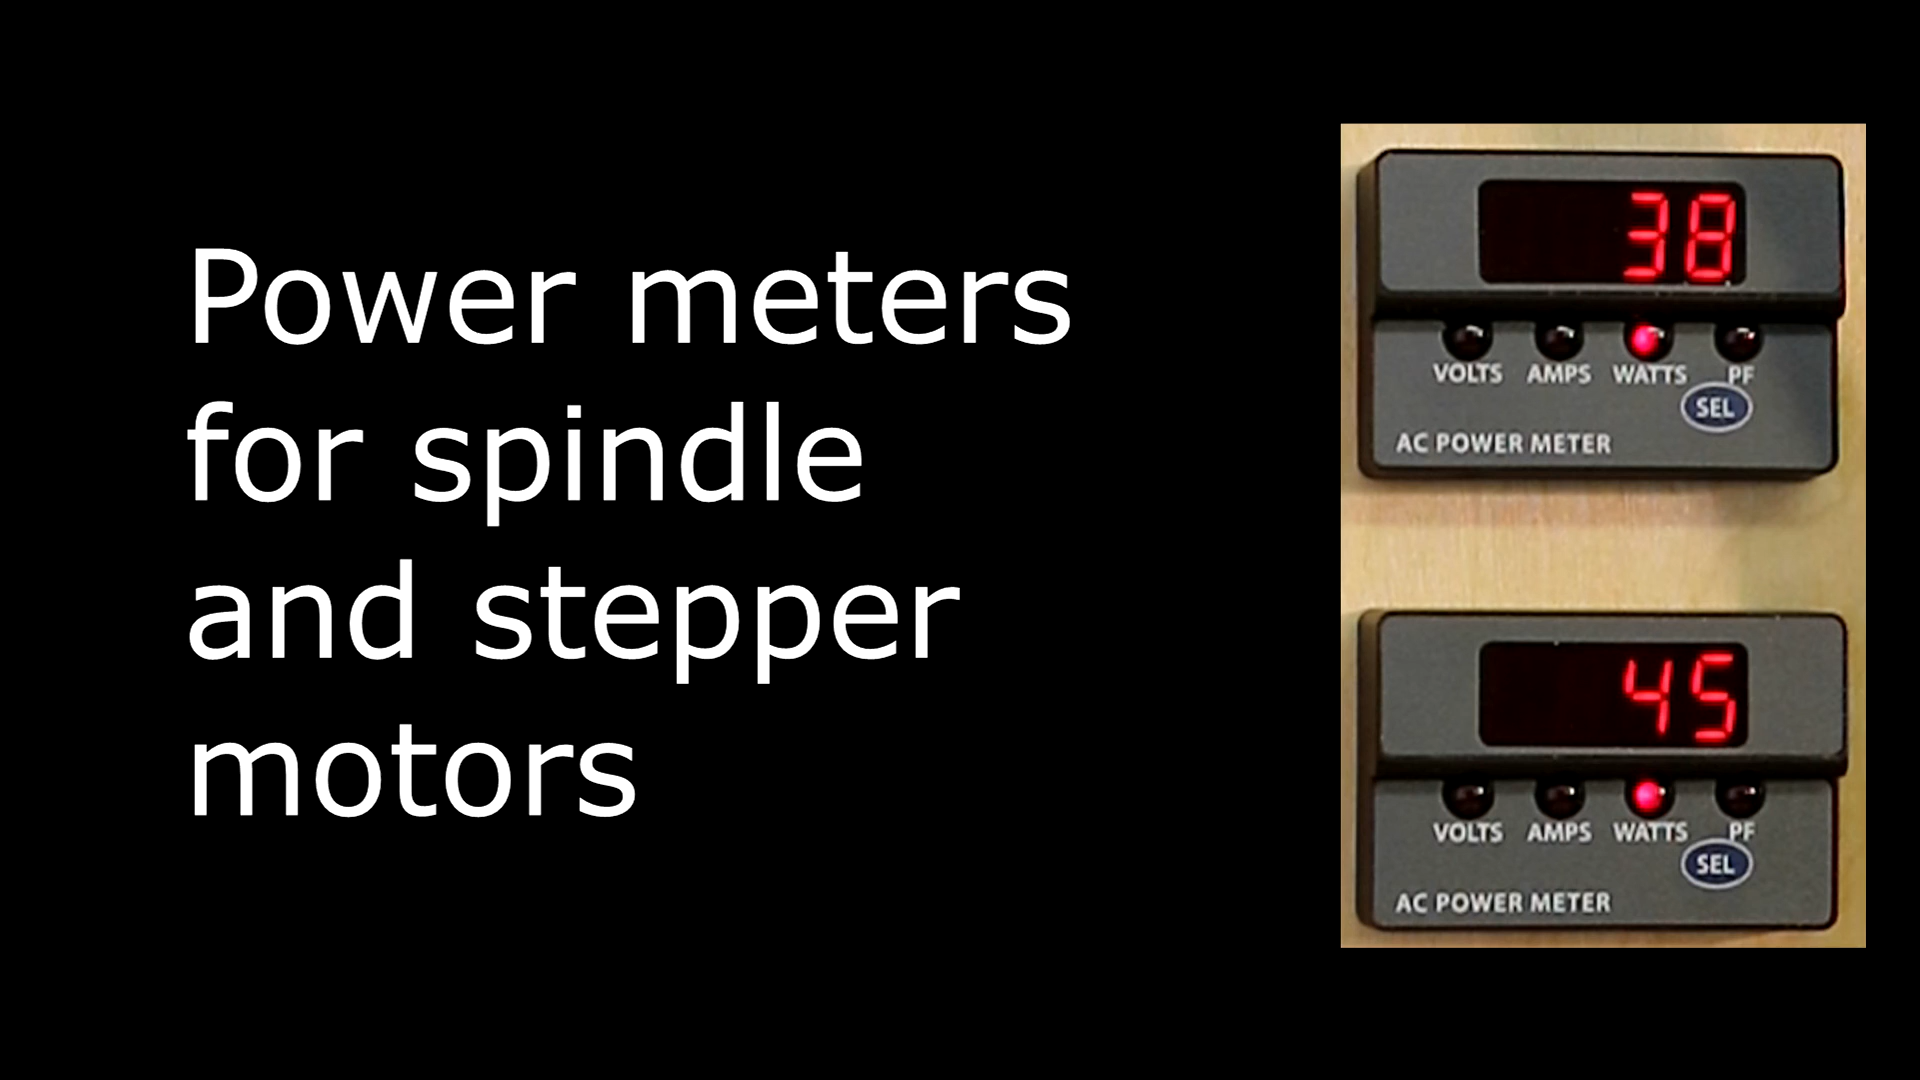 Power meters
for spindle
and stepper
motors
38
VOLTS AMPS WATTS PF
SEL
AC POWER METER
45
VOLTS AMPS WATTS PF
SEL
AC POWER METER